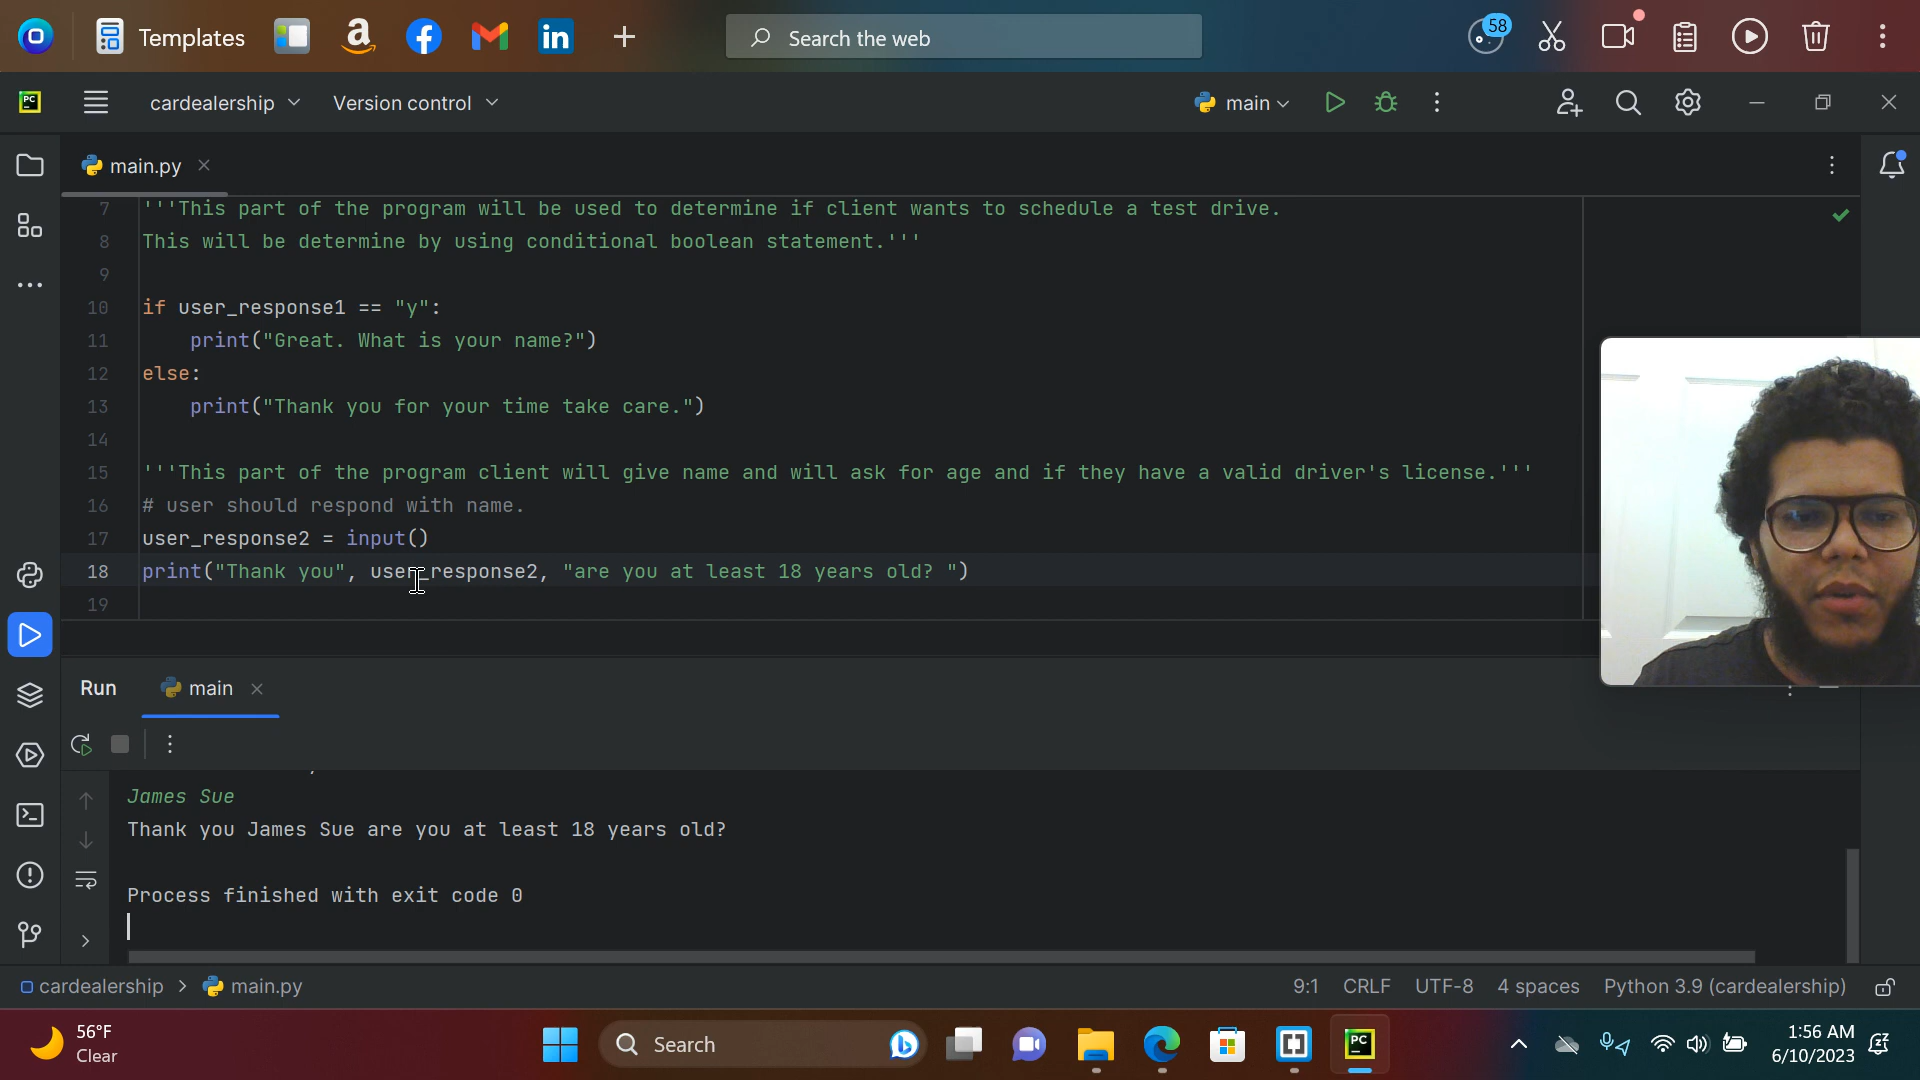 Templates
Search the web
58
PC
cardealership
Version control
main
main.py
7 '''This part of the program will be used to determine if client wants to schedule a test drive.
8 This will be determine by using conditional boolean statement.'''
9
10 if user_response1 == "y":
11 print("Great. What is your name?")
12 else:
13 print("Thank you for your time take care.")
14
15 '''This part of the program client will give name and will ask for age and if they have a valid driver's license.'''
16 # user should respond with name.
17 user_response2 = input()
18 print("Thank you", user_response2, "are you at least 18 years old? ")
19
Run
main
James Sue
Thank you James Sue are you at least 18 years old?
Process finished with exit code 0
cardealership > main.py
9:1 CRLF UTF-8 4 spaces Python 3.9 (cardealership)
56°F
Clear
Search
PC
1:56 AM
6/10/2023